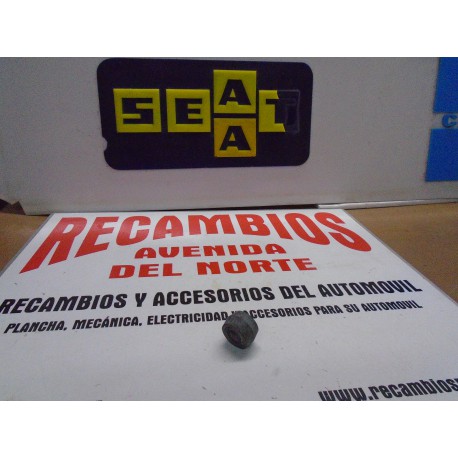 SEAT
RECAMBIOS
AVENIDA
DEL NORTE
RECAMBIOS Y ACCESORIOS DEL AUTOMOVIL
PLANCHA, MECÁNICA, ELECTRICIDAD Y ACCESORIOS PARA SU AUTOMOVIL
www.recambios